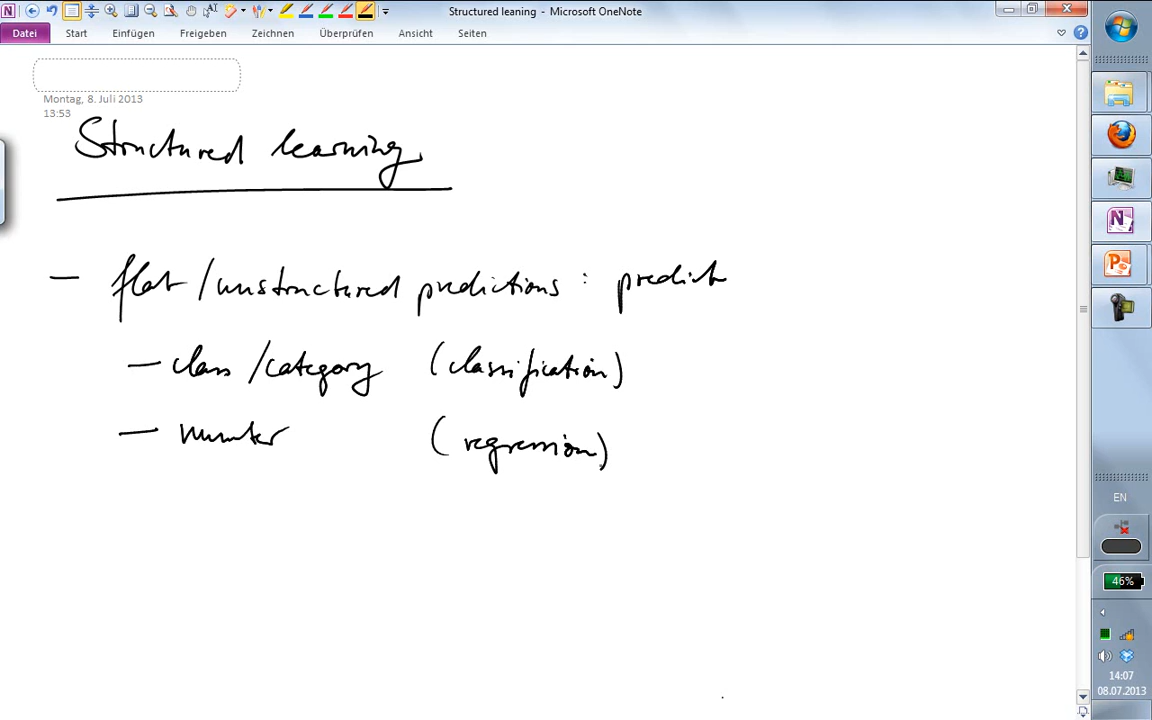 Structured leaning - Microsoft OneNote
Datei Start Einfügen Freigeben Zeichnen Überprüfen Ansicht Seiten
Montag, 8. Juli 2013
13:53
Structured learning
- flat/unstructured predictions : predict
- class/category (classification)
- number (regression)
EN
46%
14:07
08.07.2013